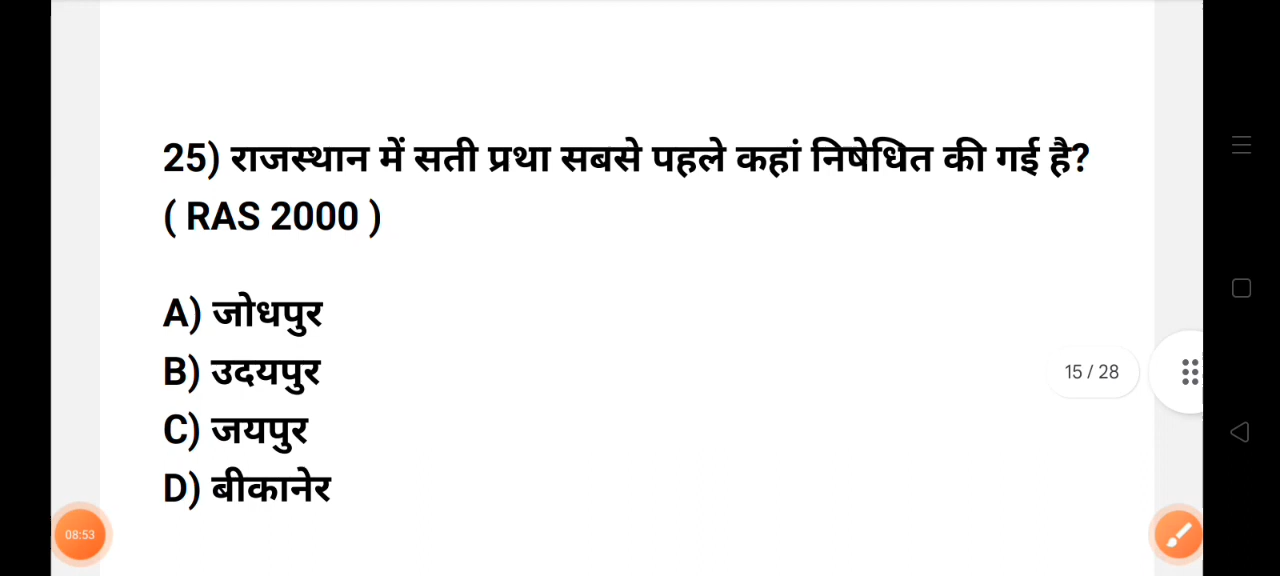 25) राजस्थान में सती प्रथा सबसे पहले कहां निषेधित की गई है?
( RAS 2000 )
A) जोधपुर
B) उदयपुर
15 / 28
C) जयपुर
D) बीकानेर
08:53